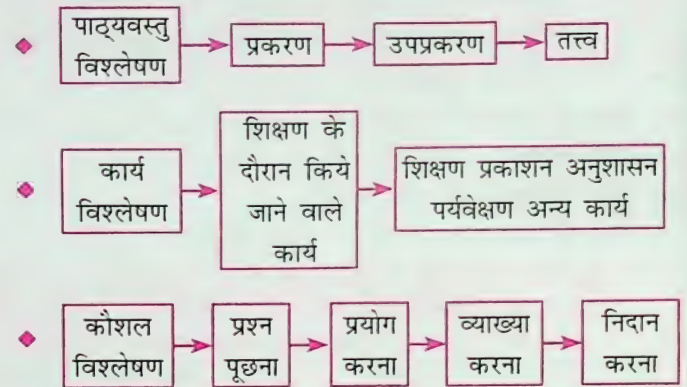 पाठ्यवस्तु
विश्लेषण
प्रकरण
उपप्रकरण
तत्त्व
कार्य
विश्लेषण
शिक्षण के
दौरान किये
जाने वाले
कार्य
शिक्षण प्रकाशन अनुशासन
पर्यवेक्षण अन्य कार्य
कौशल
विश्लेषण
प्रश्न
पूछना
प्रयोग
करना
व्याख्या
करना
निदान
करना